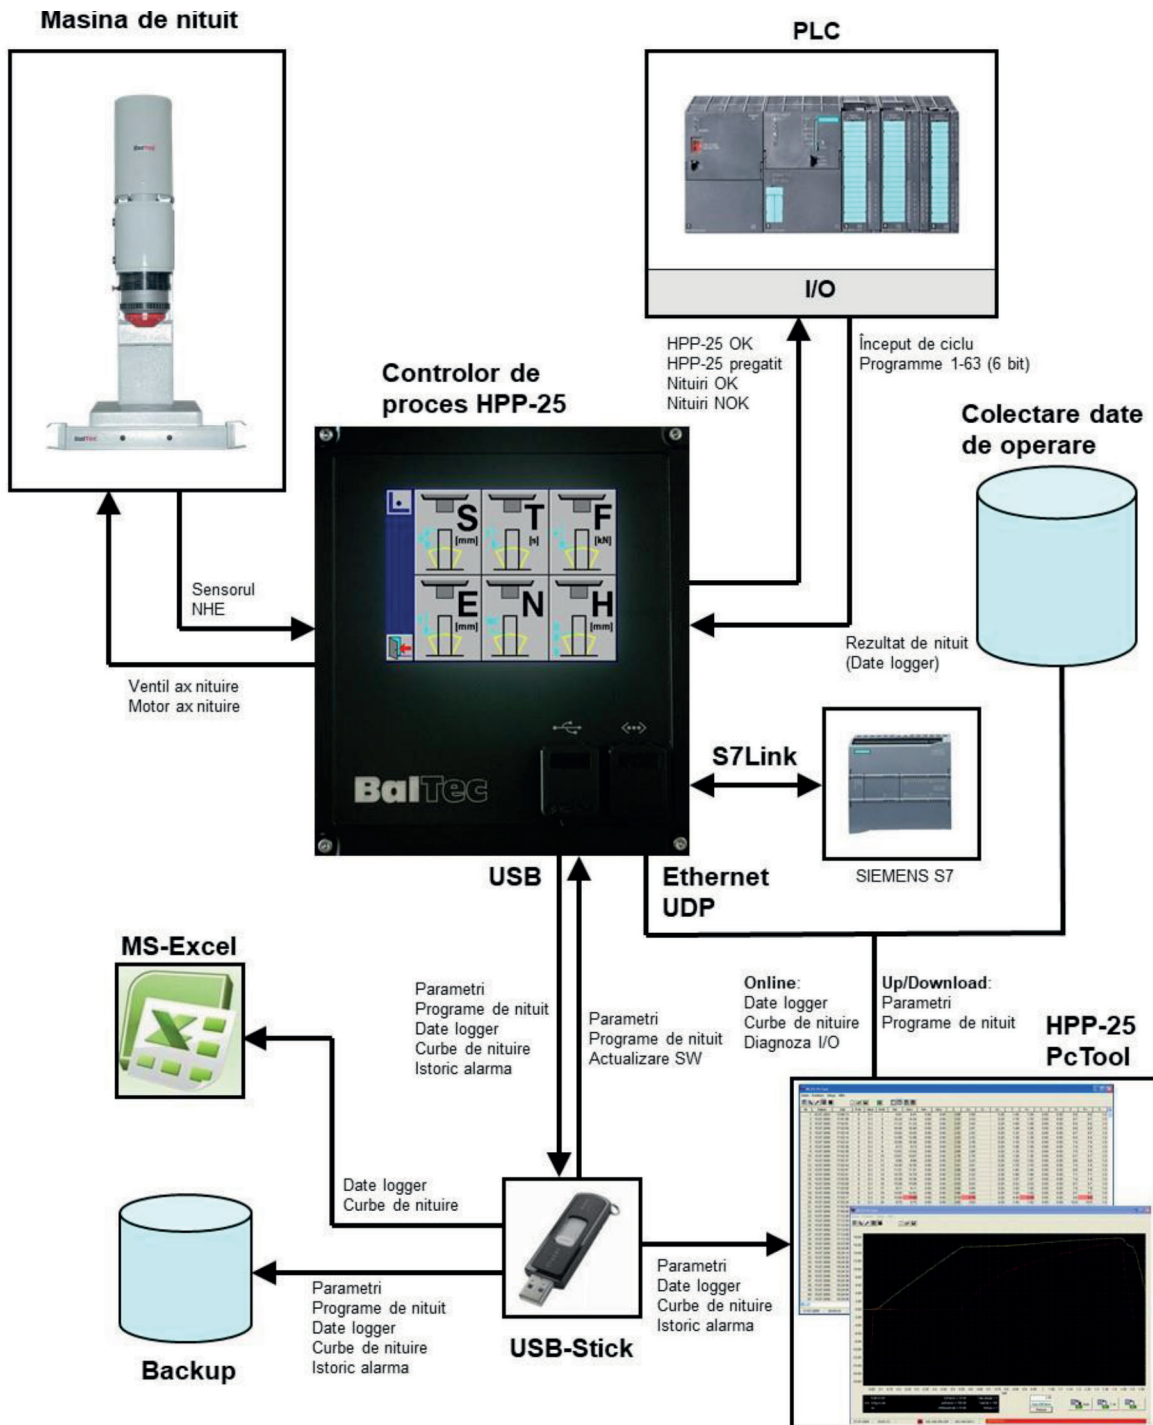 Masina de nituit
PLC
BalTec
BalTec
I/O
HPP-25 OK
HPP-25 pregatit
Nituiri OK
Nituiri NOK
Început de ciclu
Programme 1-63 (6 bit)
Controlor de
proces HPP-25
Colectare date
de operare
S
[mm]
T
[s]
F
[kN]
E
[mm]
N
H
[mm]
Sensorul
NHE
Ventil ax nituire
Motor ax nituire
Rezultat de nituit
(Date logger)
BalTec
S7Link
SIEMENS S7
USB
Ethernet
UDP
MS-Excel
Parametri
Programe de nituit
Date logger
Curbe de nituire
Istoric alarma
Parametri
Programe de nituit
Actualizare SW
Online:
Date logger
Curbe de nituire
Diagnoza I/O
Up/Download:
Parametri
Programe de nituit
HPP-25
PcTool
Date logger
Curbe de nituire
Parametri
Programe de nituit
Date logger
Curbe de nituire
Istoric alarma
Parametri
Date logger
Curbe de nituire
Istoric alarma
USB-Stick
Backup